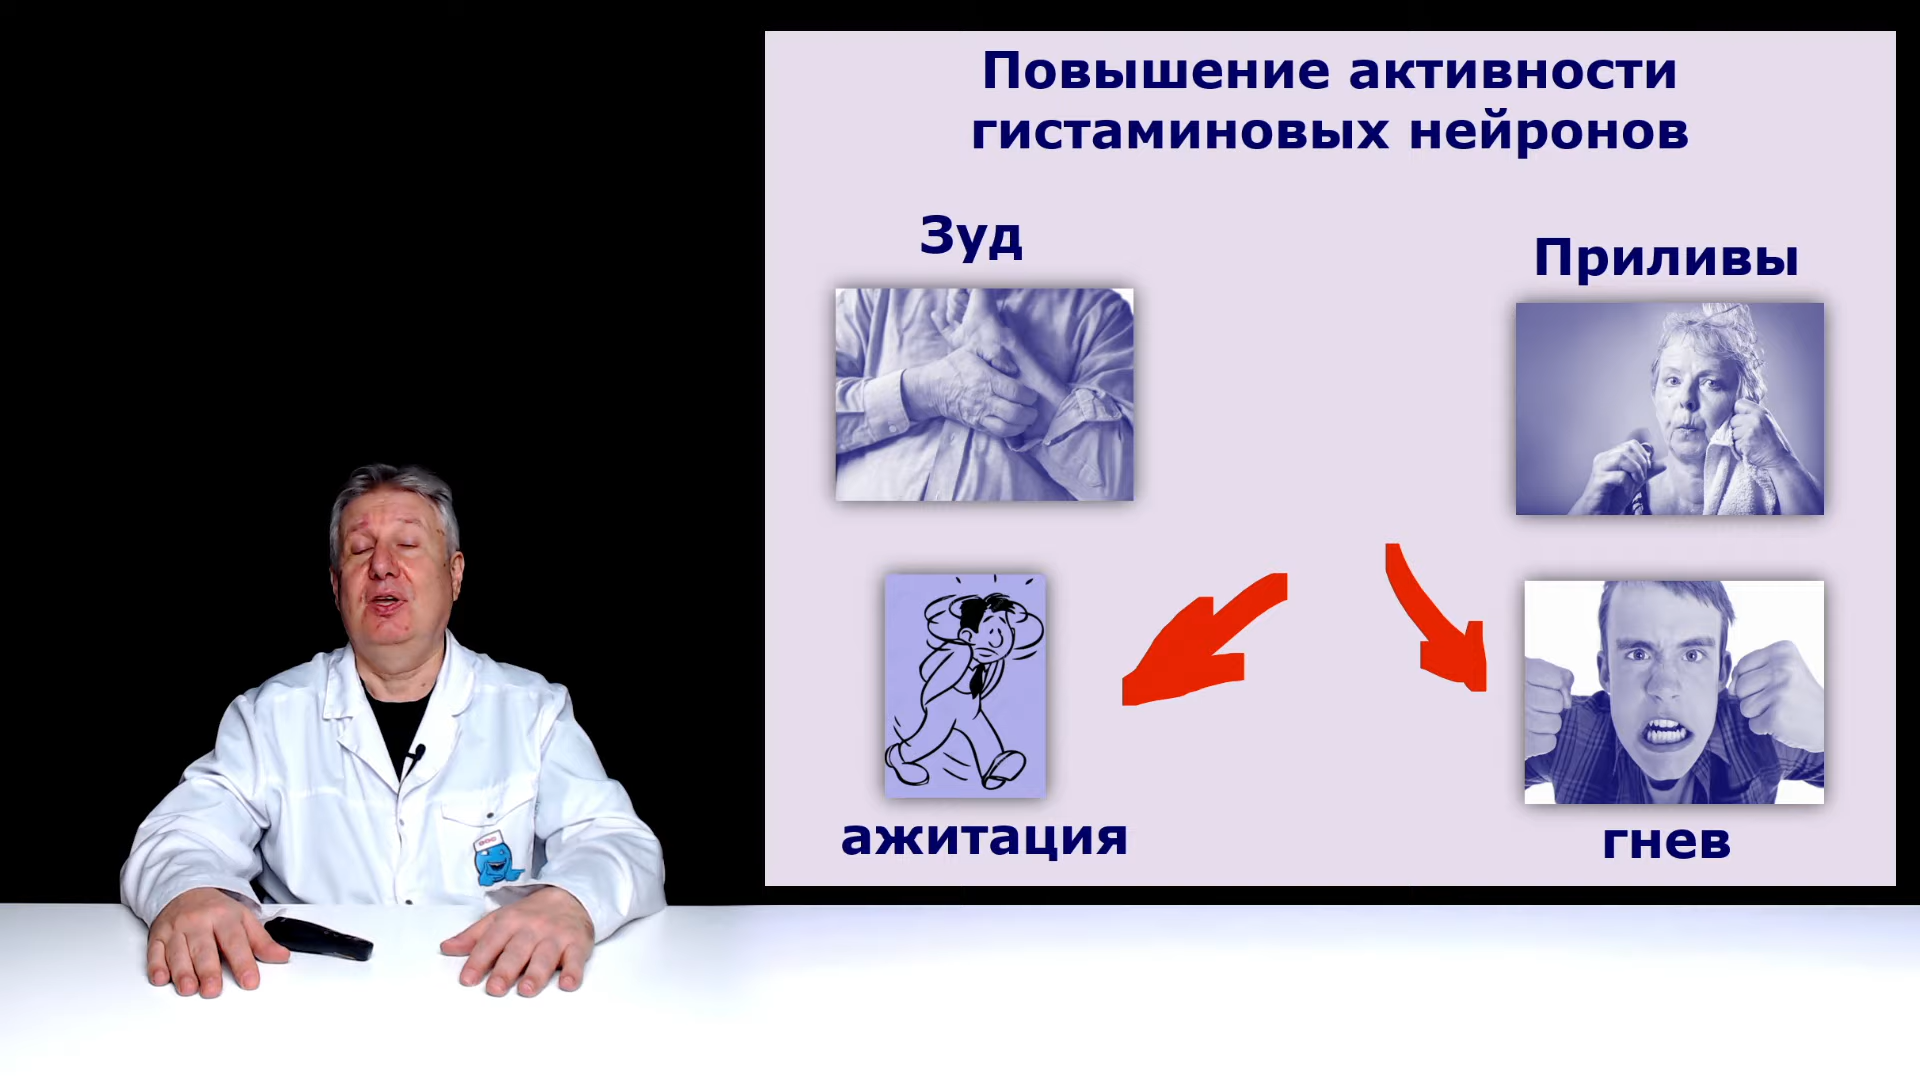 Повышение активности
гистаминовых нейронов
Зуд
Приливы
ажитация
гнев